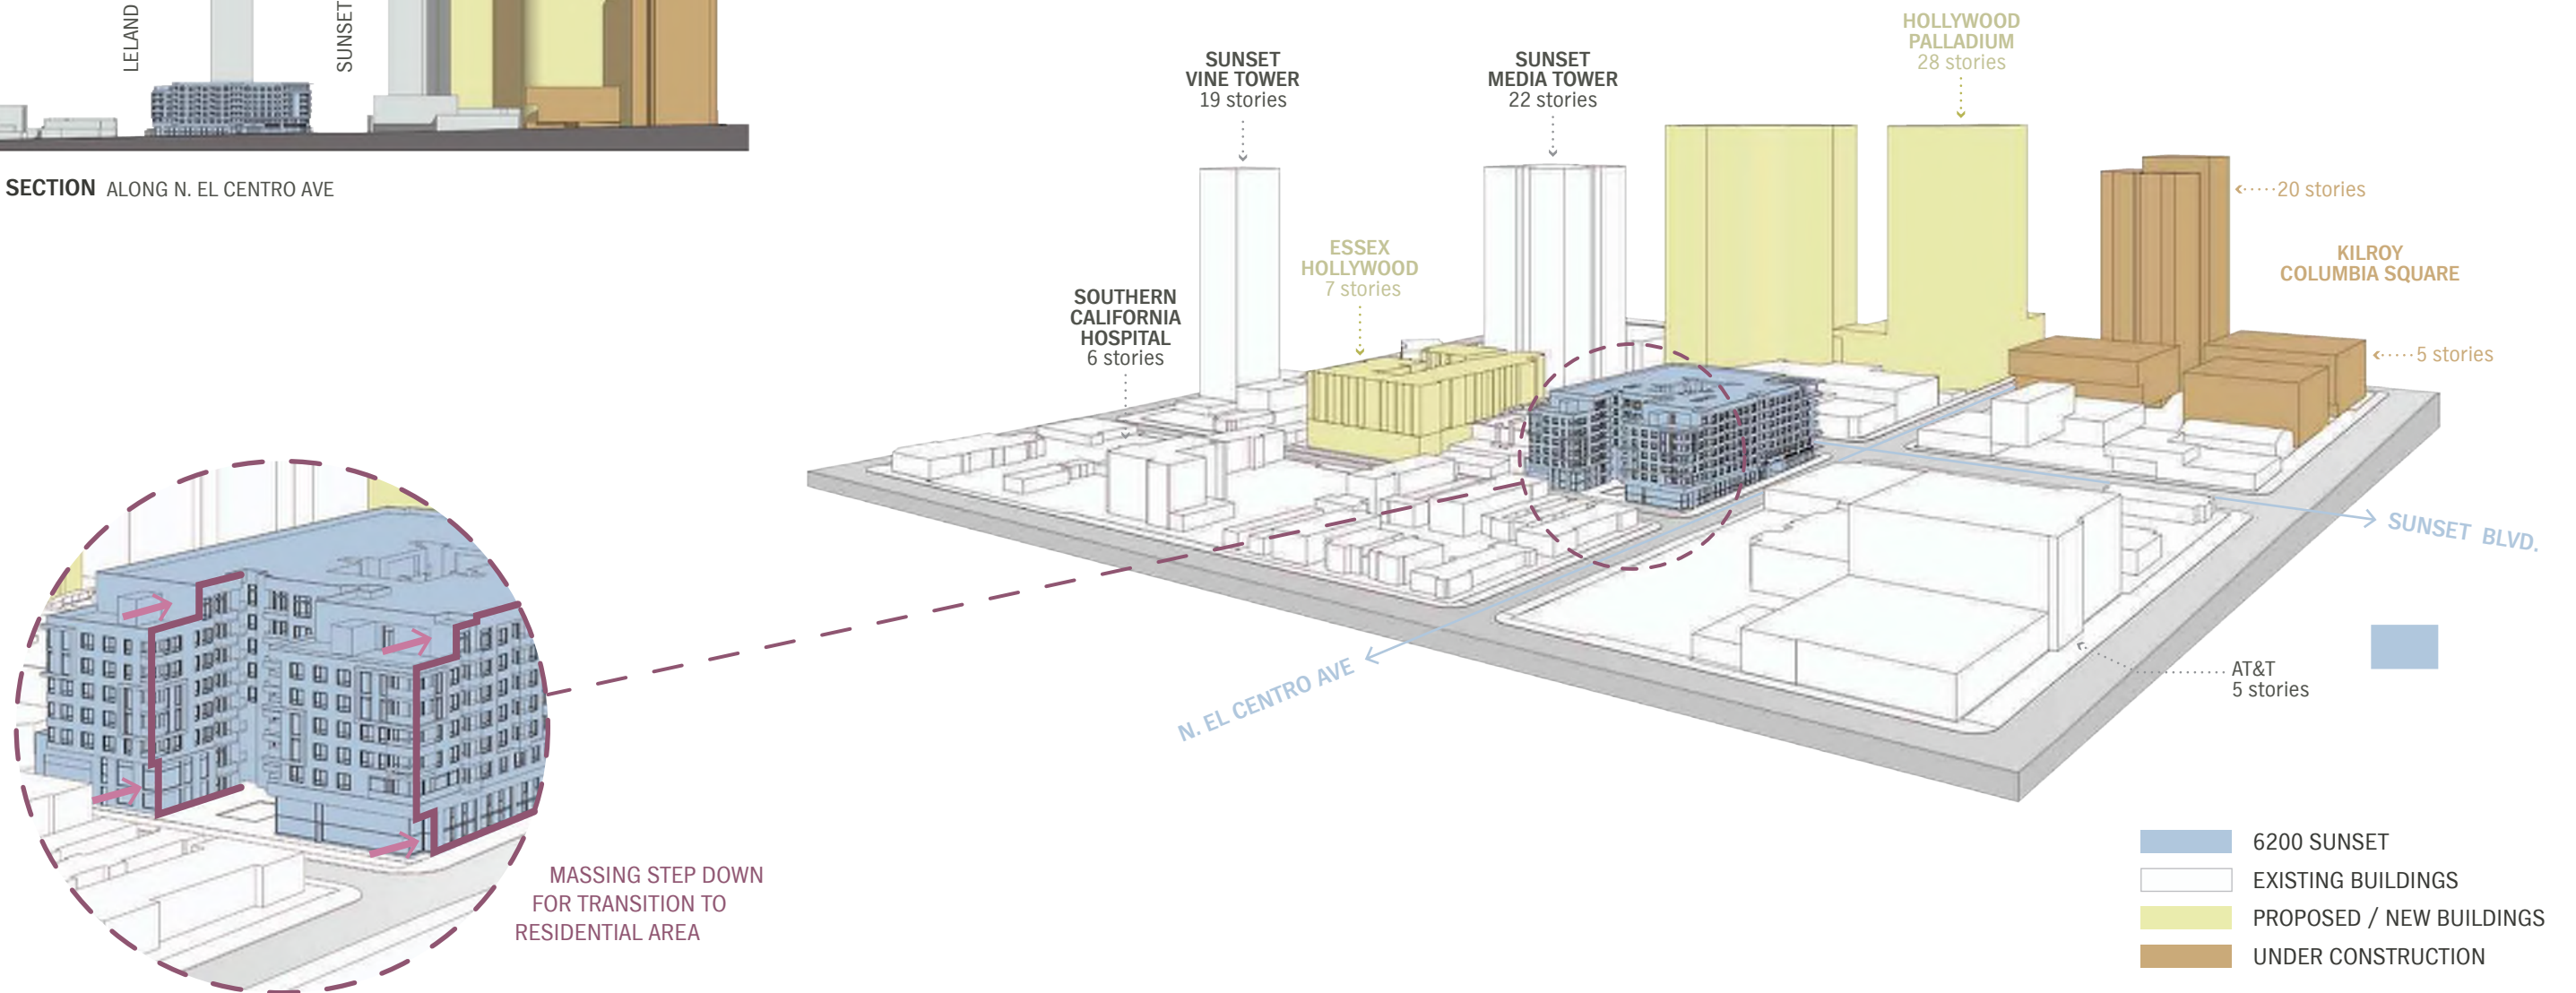 LELAND
SUNSET
SECTION ALONG N. EL CENTRO AVE
SUNSET
VINE TOWER
19 stories
SUNSET
MEDIA TOWER
22 stories
HOLLYWOOD
PALLADIUM
28 stories
20 stories
KILROY
COLUMBIA SQUARE
5 stories
ESSEX
HOLLYWOOD
7 stories
SOUTHERN
CALIFORNIA
HOSPITAL
6 stories
SUNSET BLVD.
N. EL CENTRO AVE
AT&T
5 stories
MASSING STEP DOWN
FOR TRANSITION TO
RESIDENTIAL AREA
6200 SUNSET
EXISTING BUILDINGS
PROPOSED / NEW BUILDINGS
UNDER CONSTRUCTION